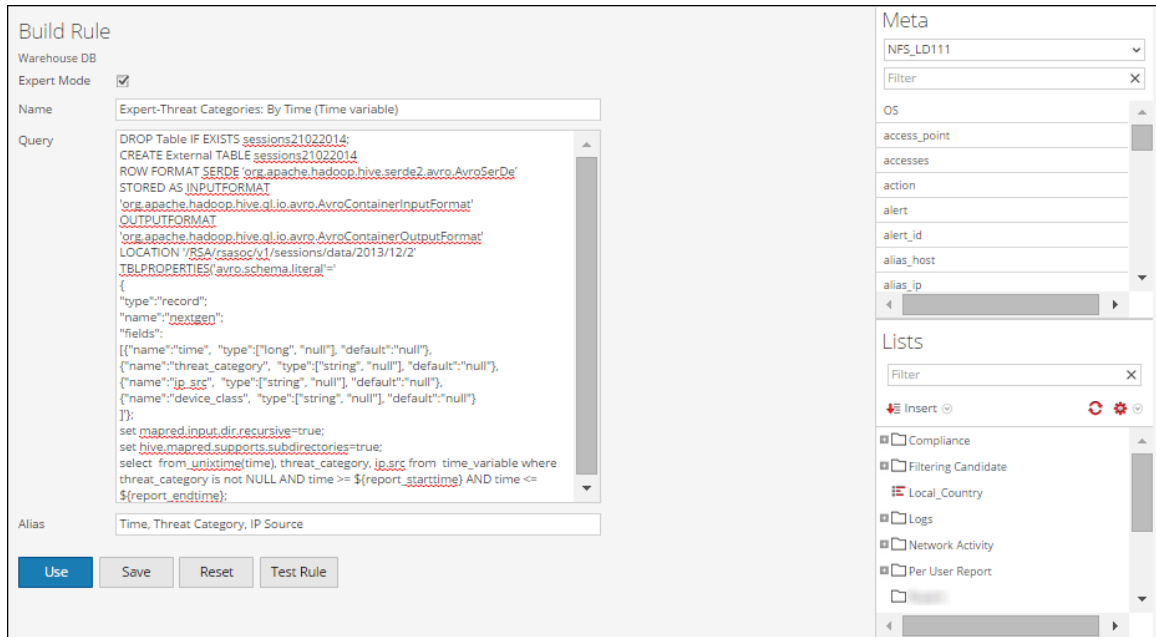 Build Rule
Warehouse DB
Expert Mode
Name
Expert-Threat Categories: By Time (Time variable)
Query
DROP Table IF EXISTS sessions21022014;
CREATE External TABLE sessions21022014
ROW FORMAT SERDE 'org.apache.hadoop.hive.serde2.avro.AvroSerDe'
STORED AS INPUTFORMAT
'org.apache.hadoop.hive.ql.io.avro.AvroContainerInputFormat'
OUTPUTFORMAT
'org.apache.hadoop.hive.ql.io.avro.AvroContainerOutputFormat'
LOCATION '/RSA/rsasoc/v1/sessions/data/2013/12/2'
TBLPROPERTIES('avro.schema.literal'='
{
"type":"record";
"name":"nextgen";
"fields":
[{"name":"time", "type":["long", "null"], "default":"null"},
{"name":"threat_category", "type":["string", "null"], "default":"null"},
{"name":"ip_src", "type":["string", "null"], "default":"null"},
{"name":"device_class", "type":["string", "null"], "default":"null"}
]'};
set mapred.input.dir.recursive=true;
set hive.mapred.supports.subdirectories=true;
select from_unixtime(time), threat_category, ip.src from time_variable where
threat_category is not NULL AND time >= ${report_starttime} AND time <=
${report_endtime};
Alias
Time, Threat Category, IP Source
Use
Save
Reset
Test Rule
Meta
NFS_LD111
Filter
OS
access_point
accesses
action
alert
alert_id
alias_host
alias_ip
Lists
Filter
Insert
Compliance
Filtering Candidate
Local_Country
Logs
Network Activity
Per User Report